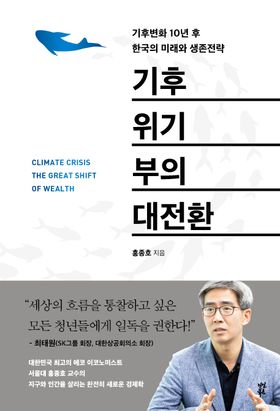 기후변화 10년 후
한국의 미래와 생존전략
기후
위기
부의
대전환
CLIMATE CRISIS
THE GREAT SHIFT
OF WEALTH
홍종호 지음
“세상의 흐름을 통찰하고 싶은
모든 청년들에게 일독을 권한다!”
- 최태원(SK그룹 회장, 대한상공회의소 회장)
대한민국 최고의 에코 이코노미스트
서울대 홍종호 교수의
지구와 인간을 살리는 완전히 새로운 경제학